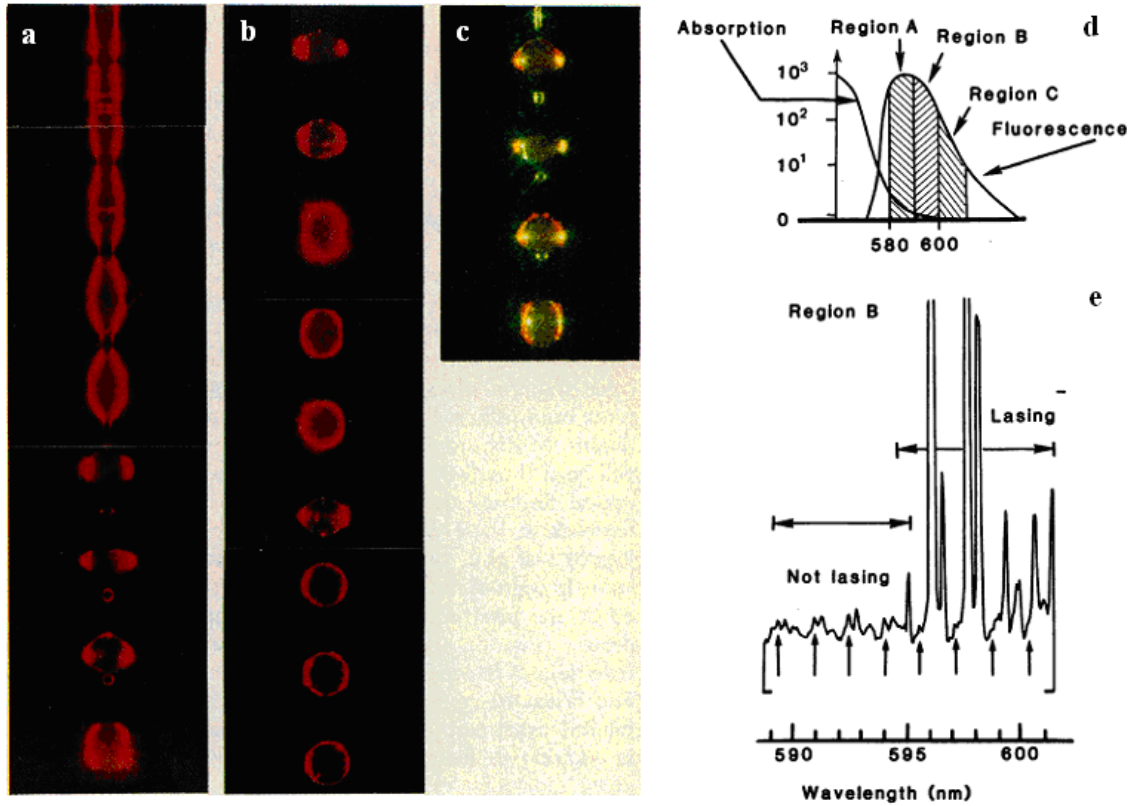 a
b
c
d
Absorption
Region A
Region B
Region C
Fluorescence
10³
10²
10¹
0
580 600
e
Region B
Lasing
Not lasing
590 595 600
Wavelength (nm)